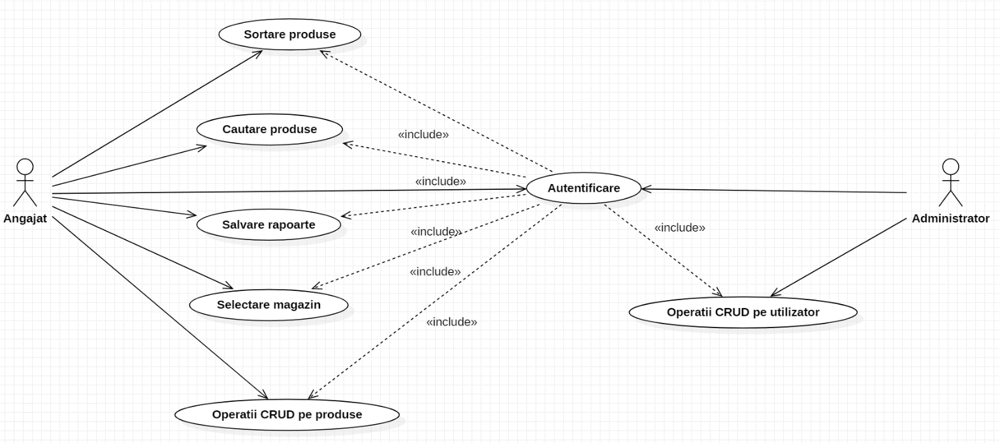 Sortare produse
Cautare produse
«include»
«include»
Autentificare
Angajat
Administrator
Salvare rapoarte
«include»
«include»
«include»
Selectare magazin
Operatii CRUD pe utilizator
«include»
Operatii CRUD pe produse